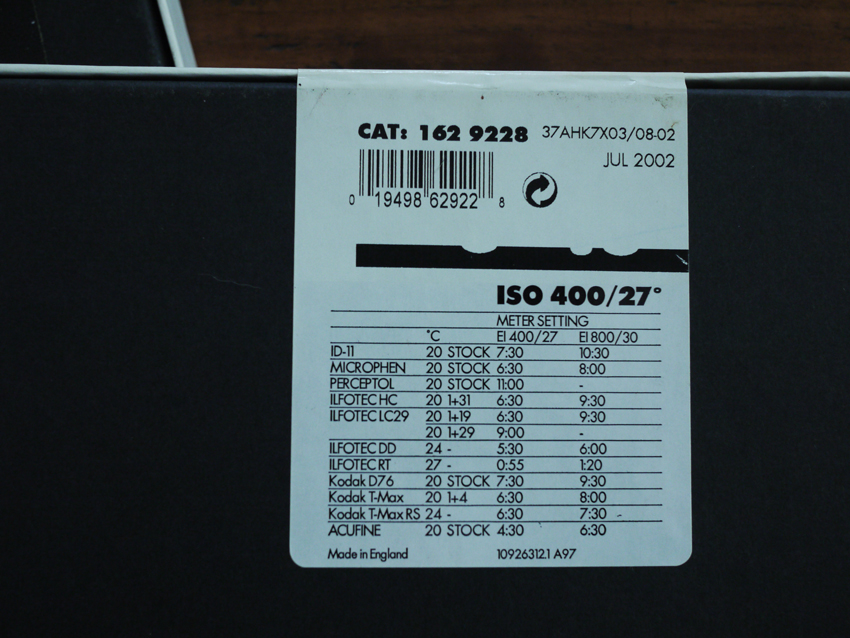 CAT: 162 9228 37AHK7X03/08-02
JUL 2002
0 19498 62922 8
ISO 400/27°
METER SETTING
°C EI 400/27 EI 800/30
ID-11 20 STOCK 7:30 10:30
MICROPHEN 20 STOCK 6:30 8:00
PERCEPTOL 20 STOCK 11:00 -
ILFOTEC HC 20 1+31 6:30 9:30
ILFOTEC LC29 20 1+19 6:30 9:30
20 1+29 9:00 -
ILFOTEC DD 24 - 5:30 6:00
ILFOTEC RT 27 - 0:55 1:20
Kodak D76 20 STOCK 7:30 9:30
Kodak T-Max 20 1+4 6:30 8:00
Kodak T-Max RS 24 - 6:30 7:30
ACUFINE 20 STOCK 4:30 6:30
Made in England 10926312.1 A97